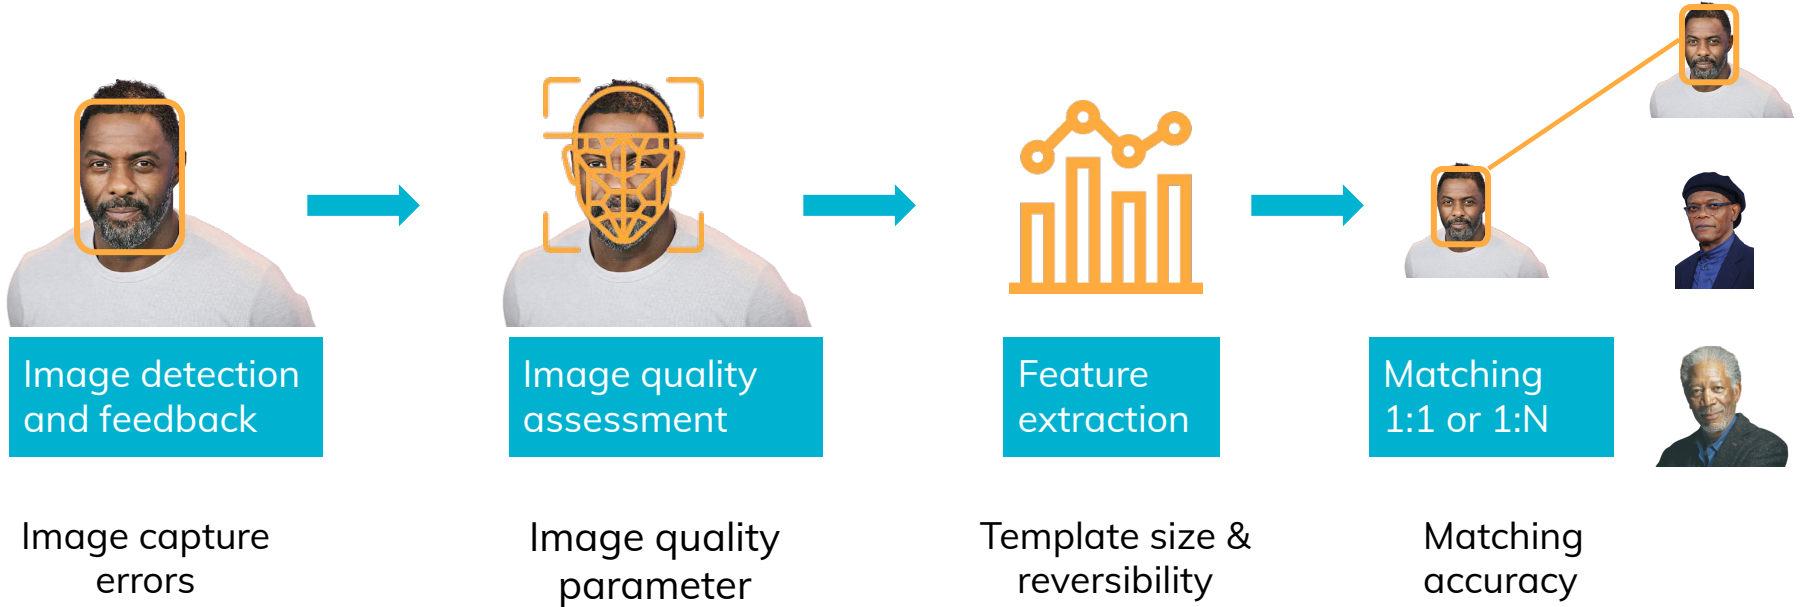 Image detection
and feedback
Image quality
assessment
Feature
extraction
Matching
1:1 or 1:N
Image capture
errors
Image quality
parameter
Template size &
reversibility
Matching
accuracy